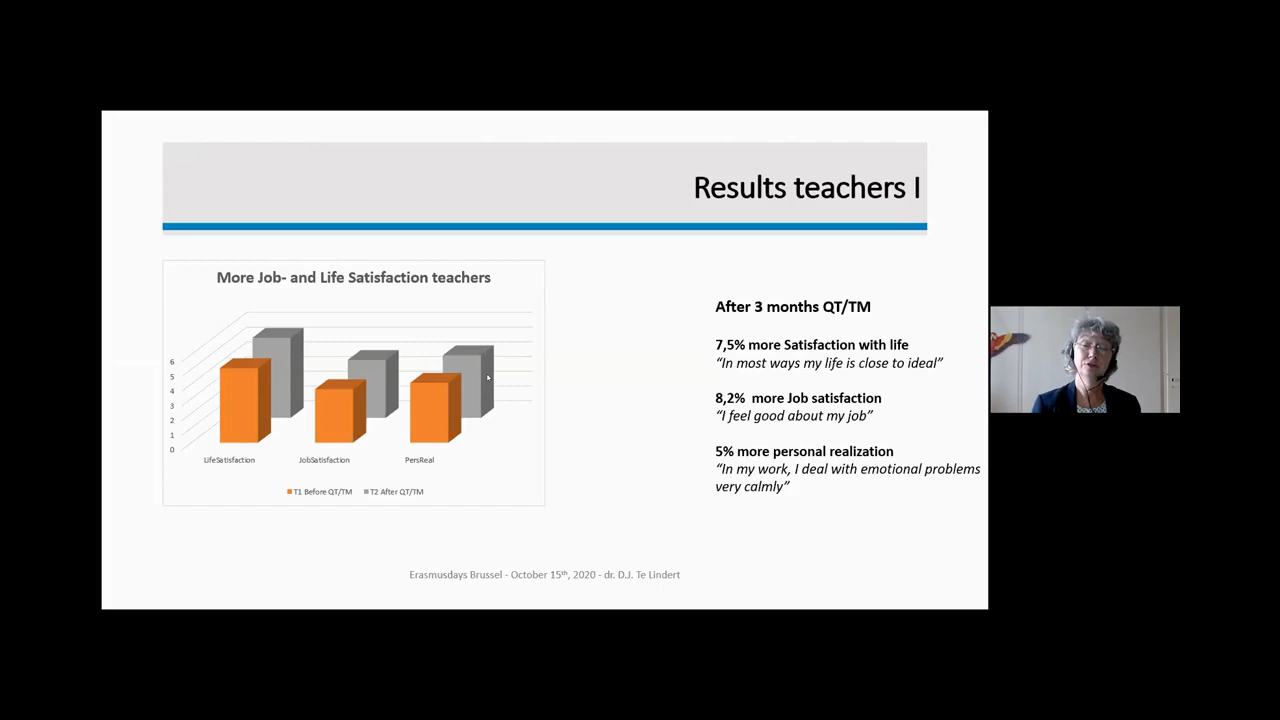 Results teachers I
More Job- and Life Satisfaction teachers
6
5
4
3
2
1
0
LifeSatisfaction JobSatisfaction PersReal
T1 Before QT/TM T2 After QT/TM
After 3 months QT/TM
7,5% more Satisfaction with life
“In most ways my life is close to ideal”
8,2% more Job satisfaction
“I feel good about my job”
5% more personal realization
“In my work, I deal with emotional problems
very calmly”
Erasmusdays Brussel - October 15th, 2020 - dr. D.J. Te Lindert